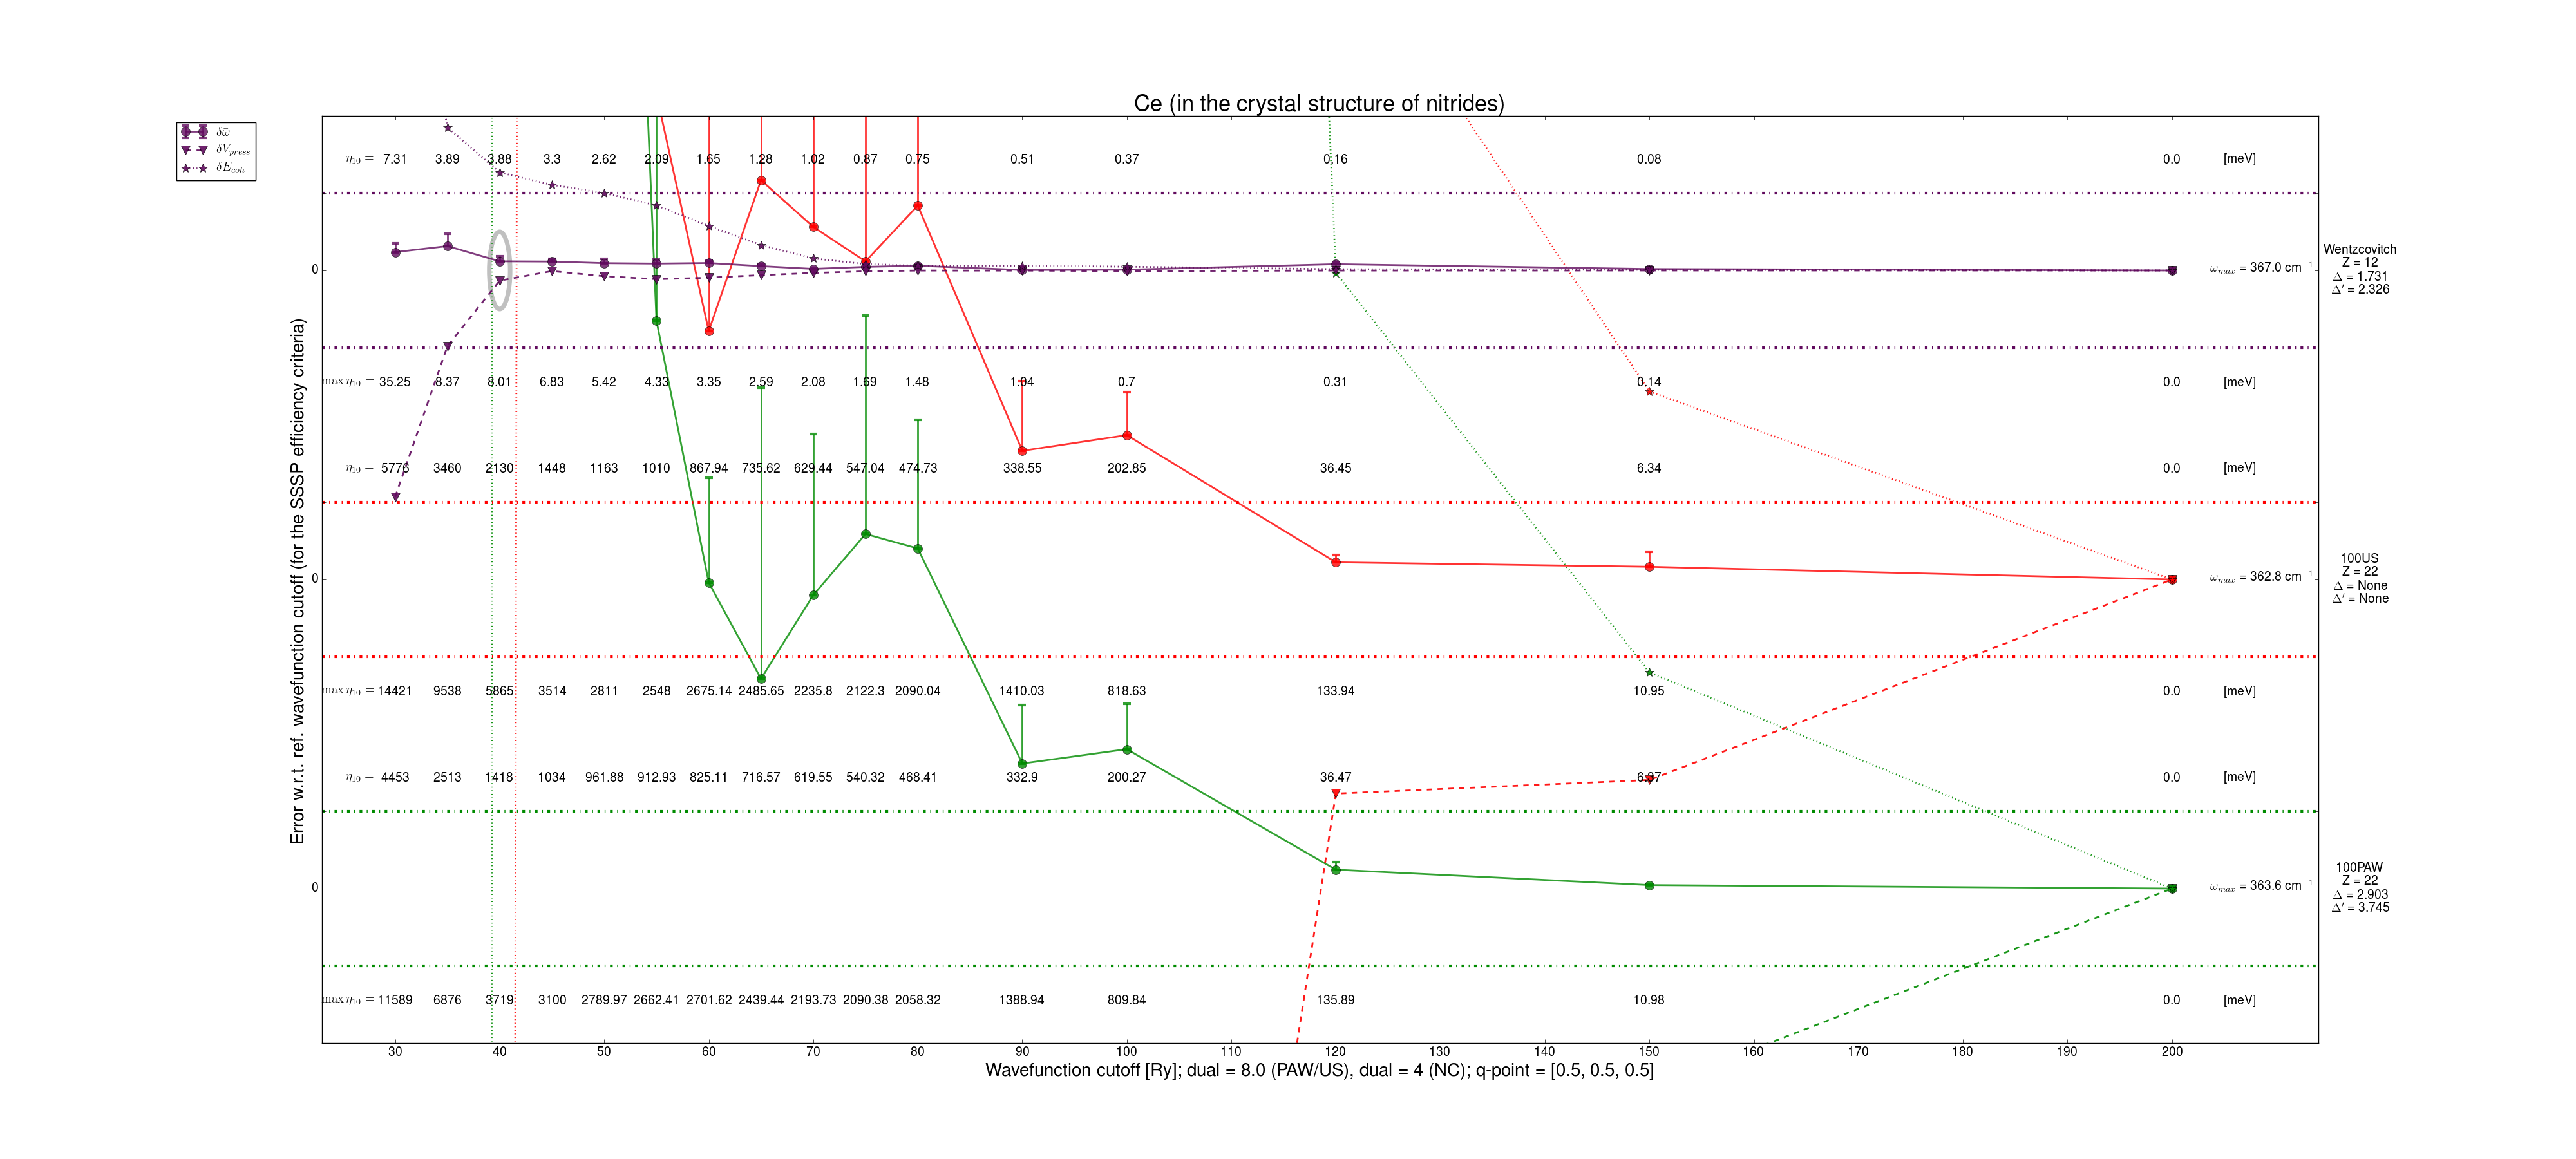 Ce (in the crystal structure of nitrides)
δω̄
δV_press
δE_coh
η₁₀ = 7.31 3.89 3.88 3.3 2.62 2.09 1.65 1.28 1.02 0.87 0.75 0.51 0.37 0.16 0.08 0.0 [meV]
0
ω_max = 367.0 cm⁻¹
Wentzcovitch
Z = 12
Δ = 1.731
Δ′ = 2.326
max η₁₀ = 35.25 8.37 8.01 6.83 5.42 4.33 3.35 2.59 2.08 1.69 1.48 1.04 0.7 0.31 0.14 0.0 [meV]
η₁₀ = 5776 3460 2130 1448 1163 1010 867.94 735.62 629.44 547.04 474.73 338.55 202.85 36.45 6.34 0.0 [meV]
0
ω_max = 362.8 cm⁻¹
100US
Z = 22
Δ = None
Δ′ = None
max η₁₀ = 14421 9538 5865 3514 2811 2548 2675.14 2485.65 2235.8 2122.3 2090.04 1410.03 818.63 133.94 10.95 0.0 [meV]
η₁₀ = 4453 2513 1418 1034 961.88 912.93 825.11 716.57 619.55 540.32 468.41 332.9 200.27 36.47 6.37 0.0 [meV]
0
ω_max = 363.6 cm⁻¹
100PAW
Z = 22
Δ = 2.903
Δ′ = 3.745
max η₁₀ = 11589 6876 3719 3100 2789.97 2662.41 2701.62 2439.44 2193.73 2090.38 2058.32 1388.94 809.84 135.89 10.98 0.0 [meV]
30 40 50 60 70 80 90 100 110 120 130 140 150 160 170 180 190 200
Wavefunction cutoff [Ry]; dual = 8.0 (PAW/US), dual = 4 (NC); q-point = [0.5, 0.5, 0.5]
Error w.r.t. ref. wavefunction cutoff (for the SSSP efficiency criteria)